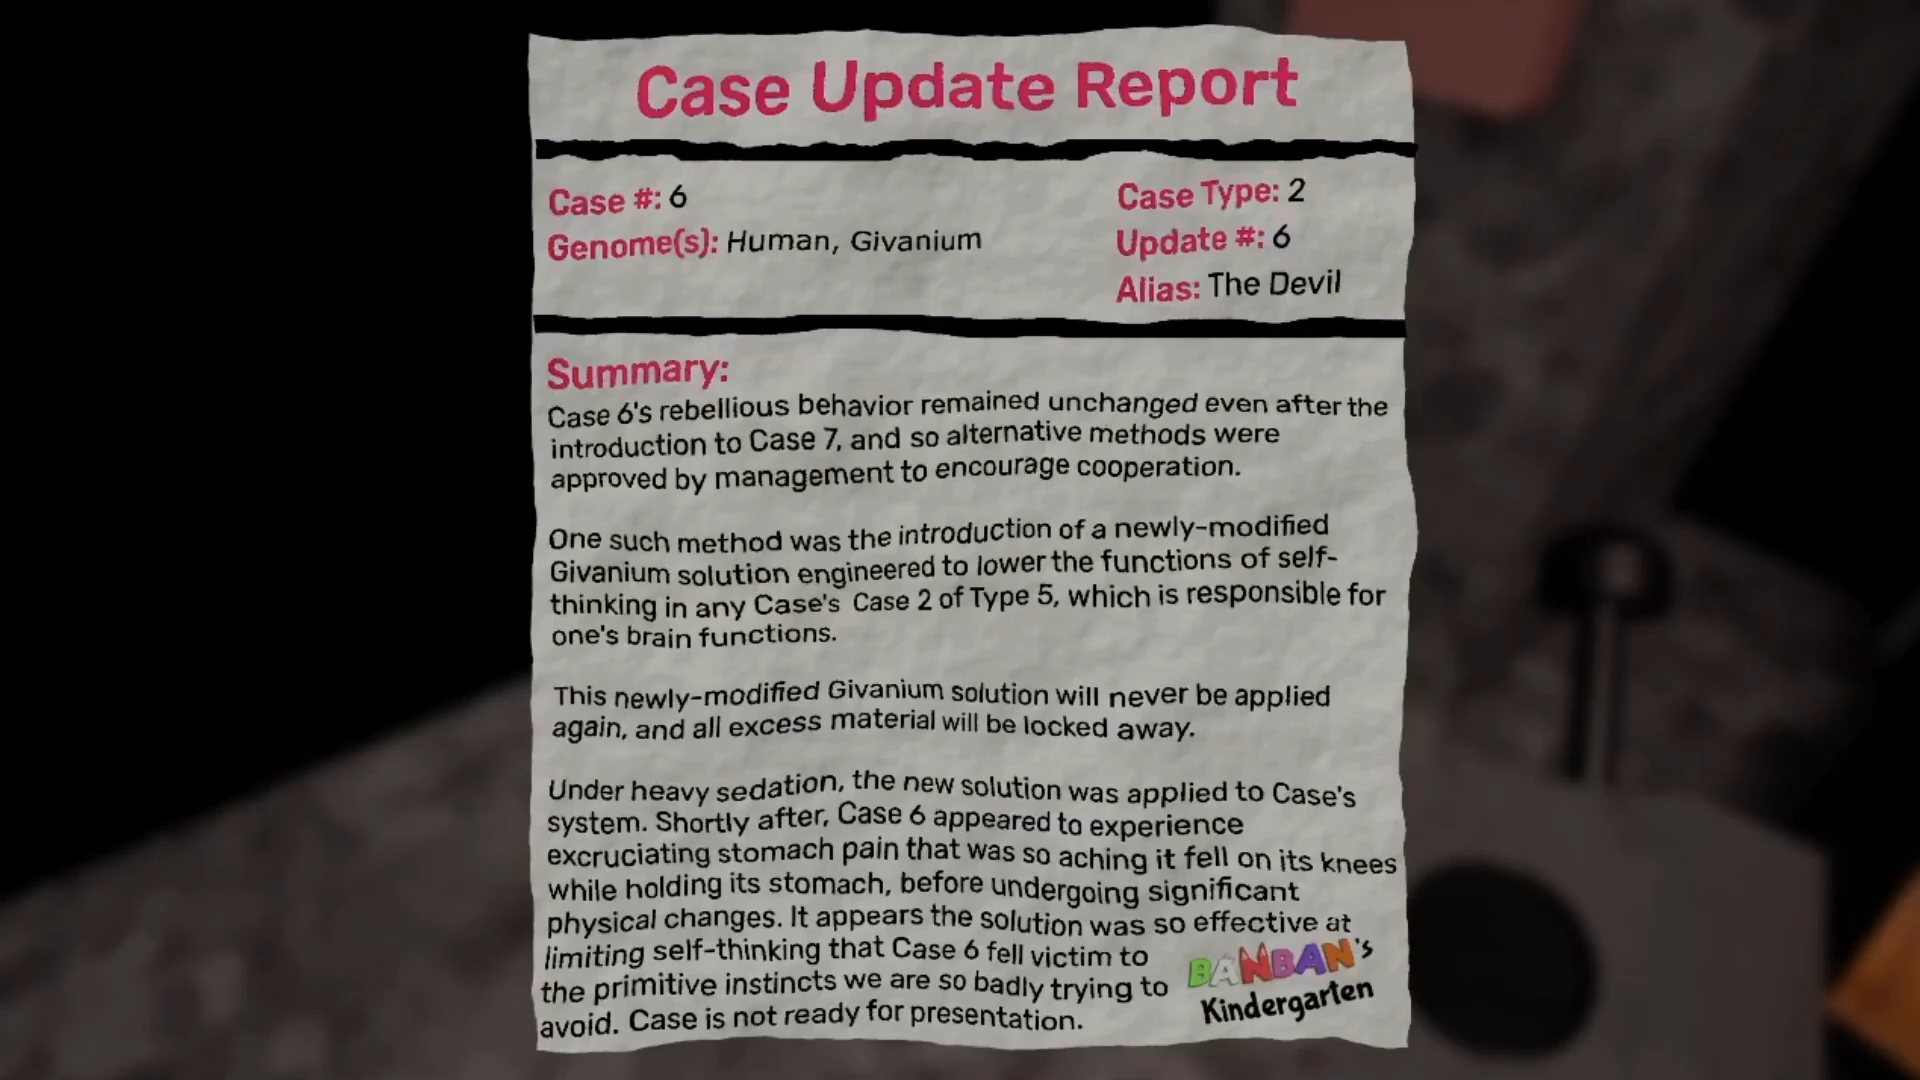 Case Update Report
Case #: 6
Case Type: 2
Genome(s): Human, Givanium
Update #: 6
Alias: The Devil
Summary:
Case 6's rebellious behavior remained unchanged even after the
introduction to Case 7, and so alternative methods were
approved by management to encourage cooperation.
One such method was the introduction of a newly-modified
Givanium solution engineered to lower the functions of self-
thinking in any Case's Case 2 of Type 5, which is responsible for
one's brain functions.
This newly-modified Givanium solution will never be applied
again, and all excess material will be locked away.
Under heavy sedation, the new solution was applied to Case's
system. Shortly after, Case 6 appeared to experience
excruciating stomach pain that was so aching it fell on its knees
while holding its stomach, before undergoing significant
physical changes. It appears the solution was so effective at
limiting self-thinking that Case 6 fell victim to
the primitive instincts we are so badly trying to
avoid. Case is not ready for presentation.
BANBAN's
Kindergarten